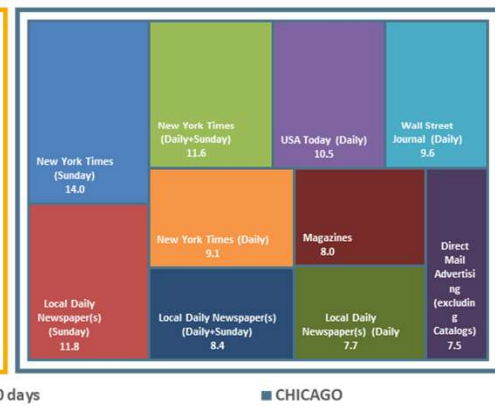 New York Times
(Sunday)
14.0
New York Times
(Daily+Sunday)
11.6
USA Today (Daily)
10.5
Wall Street
Journal (Daily)
9.6
Local Daily
Newspaper(s)
(Sunday)
11.8
New York Times (Daily)
9.1
Magazines
8.0
Direct
Mail
Advertisi
ng
(excludin
g
Catalogs)
7.5
Local Daily Newspaper(s)
(Daily+Sunday)
8.4
Local Daily
Newspaper(s) (Daily
7.7
0 days
CHICAGO